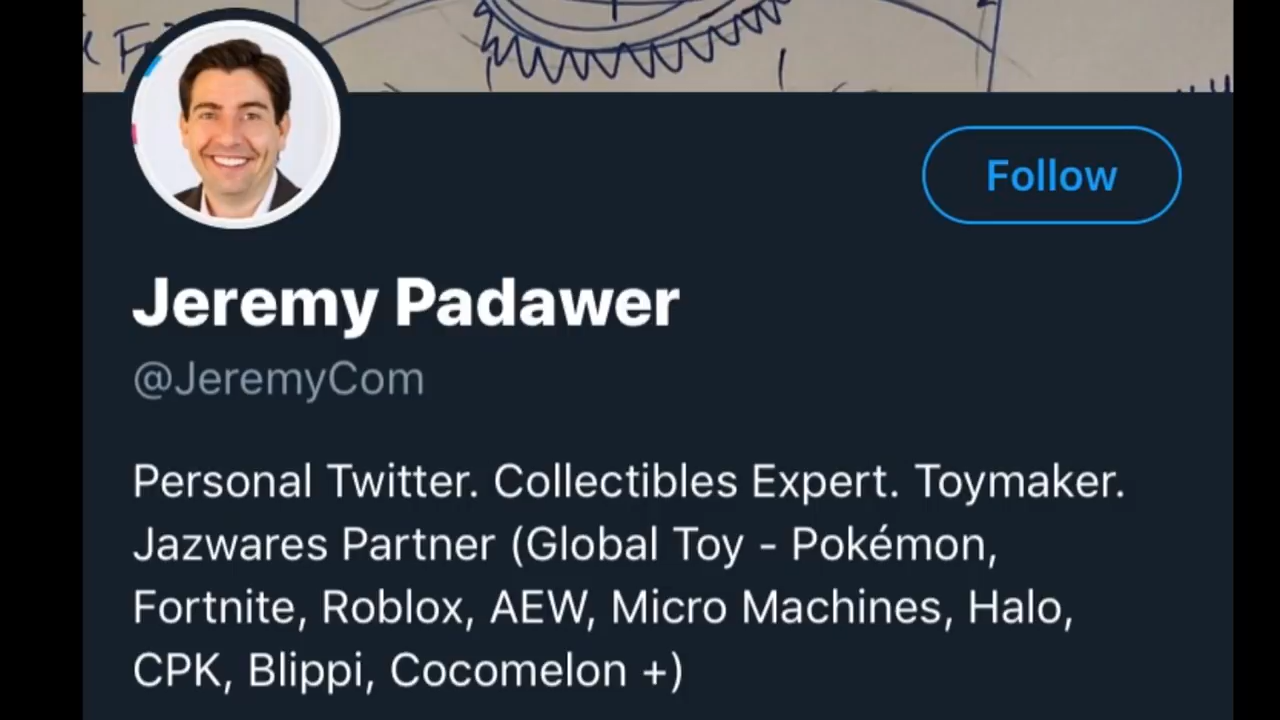 Follow
Jeremy Padawer
@JeremyCom
Personal Twitter. Collectibles Expert. Toymaker.
Jazwares Partner (Global Toy - Pokémon,
Fortnite, Roblox, AEW, Micro Machines, Halo,
CPK, Blippi, Cocomelon +)